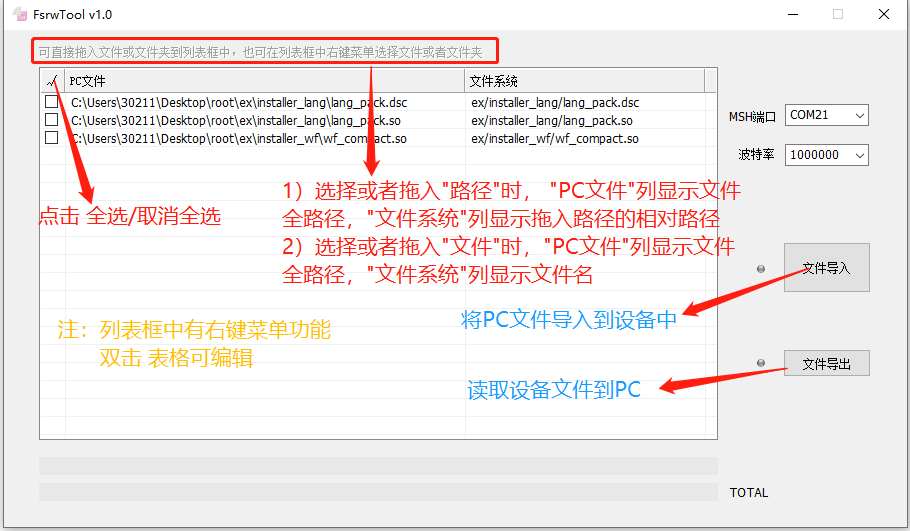 FsrwTool v1.0
可直接拖入文件或文件夹到列表框中，也可在列表框中右键菜单选择文件或者文件夹
PC文件 文件系统
C:\Users\30211\Desktop\root\ex\installer_lang\lang_pack.dsc ex/installer_lang/lang_pack.dsc
C:\Users\30211\Desktop\root\ex\installer_lang\lang_pack.so ex/installer_lang/lang_pack.so
C:\Users\30211\Desktop\root\ex\installer_wf\wf_compact.so ex/installer_wf/wf_compact.so
MSH端口 COM21
波特率 1000000
点击 全选/取消全选
1）选择或者拖入"路径"时， "PC文件"列显示文件
全路径，"文件系统"列显示拖入路径的相对路径
2）选择或者拖入"文件"时，"PC文件"列显示文件
全路径，"文件系统"列显示文件名
文件导入
将PC文件导入到设备中
注：列表框中有右键菜单功能
双击 表格可编辑
文件导出
读取设备文件到PC
TOTAL